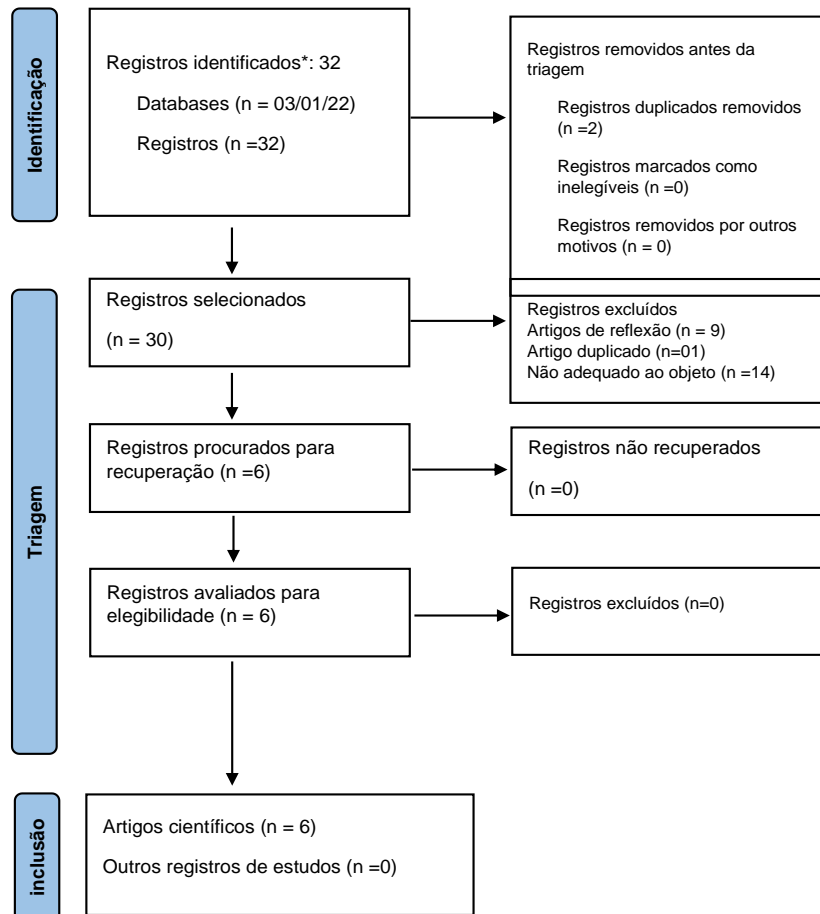 Identificação
Registros identificados*: 32
Databases (n = 03/01/22)
Registros (n =32)
Registros removidos antes da
triagem
Registros duplicados removidos
(n =2)
Registros marcados como
inelegíveis (n =0)
Registros removidos por outros
motivos (n = 0)
Triagem
Registros selecionados
(n = 30)
Registros excluídos
Artigos de reflexão (n = 9)
Artigo duplicado (n=01)
Não adequado ao objeto (n =14)
Registros procurados para
recuperação (n =6)
Registros não recuperados
(n =0)
Registros avaliados para
elegibilidade (n = 6)
Registros excluídos (n=0)
inclusão
Artigos científicos (n = 6)
Outros registros de estudos (n =0)